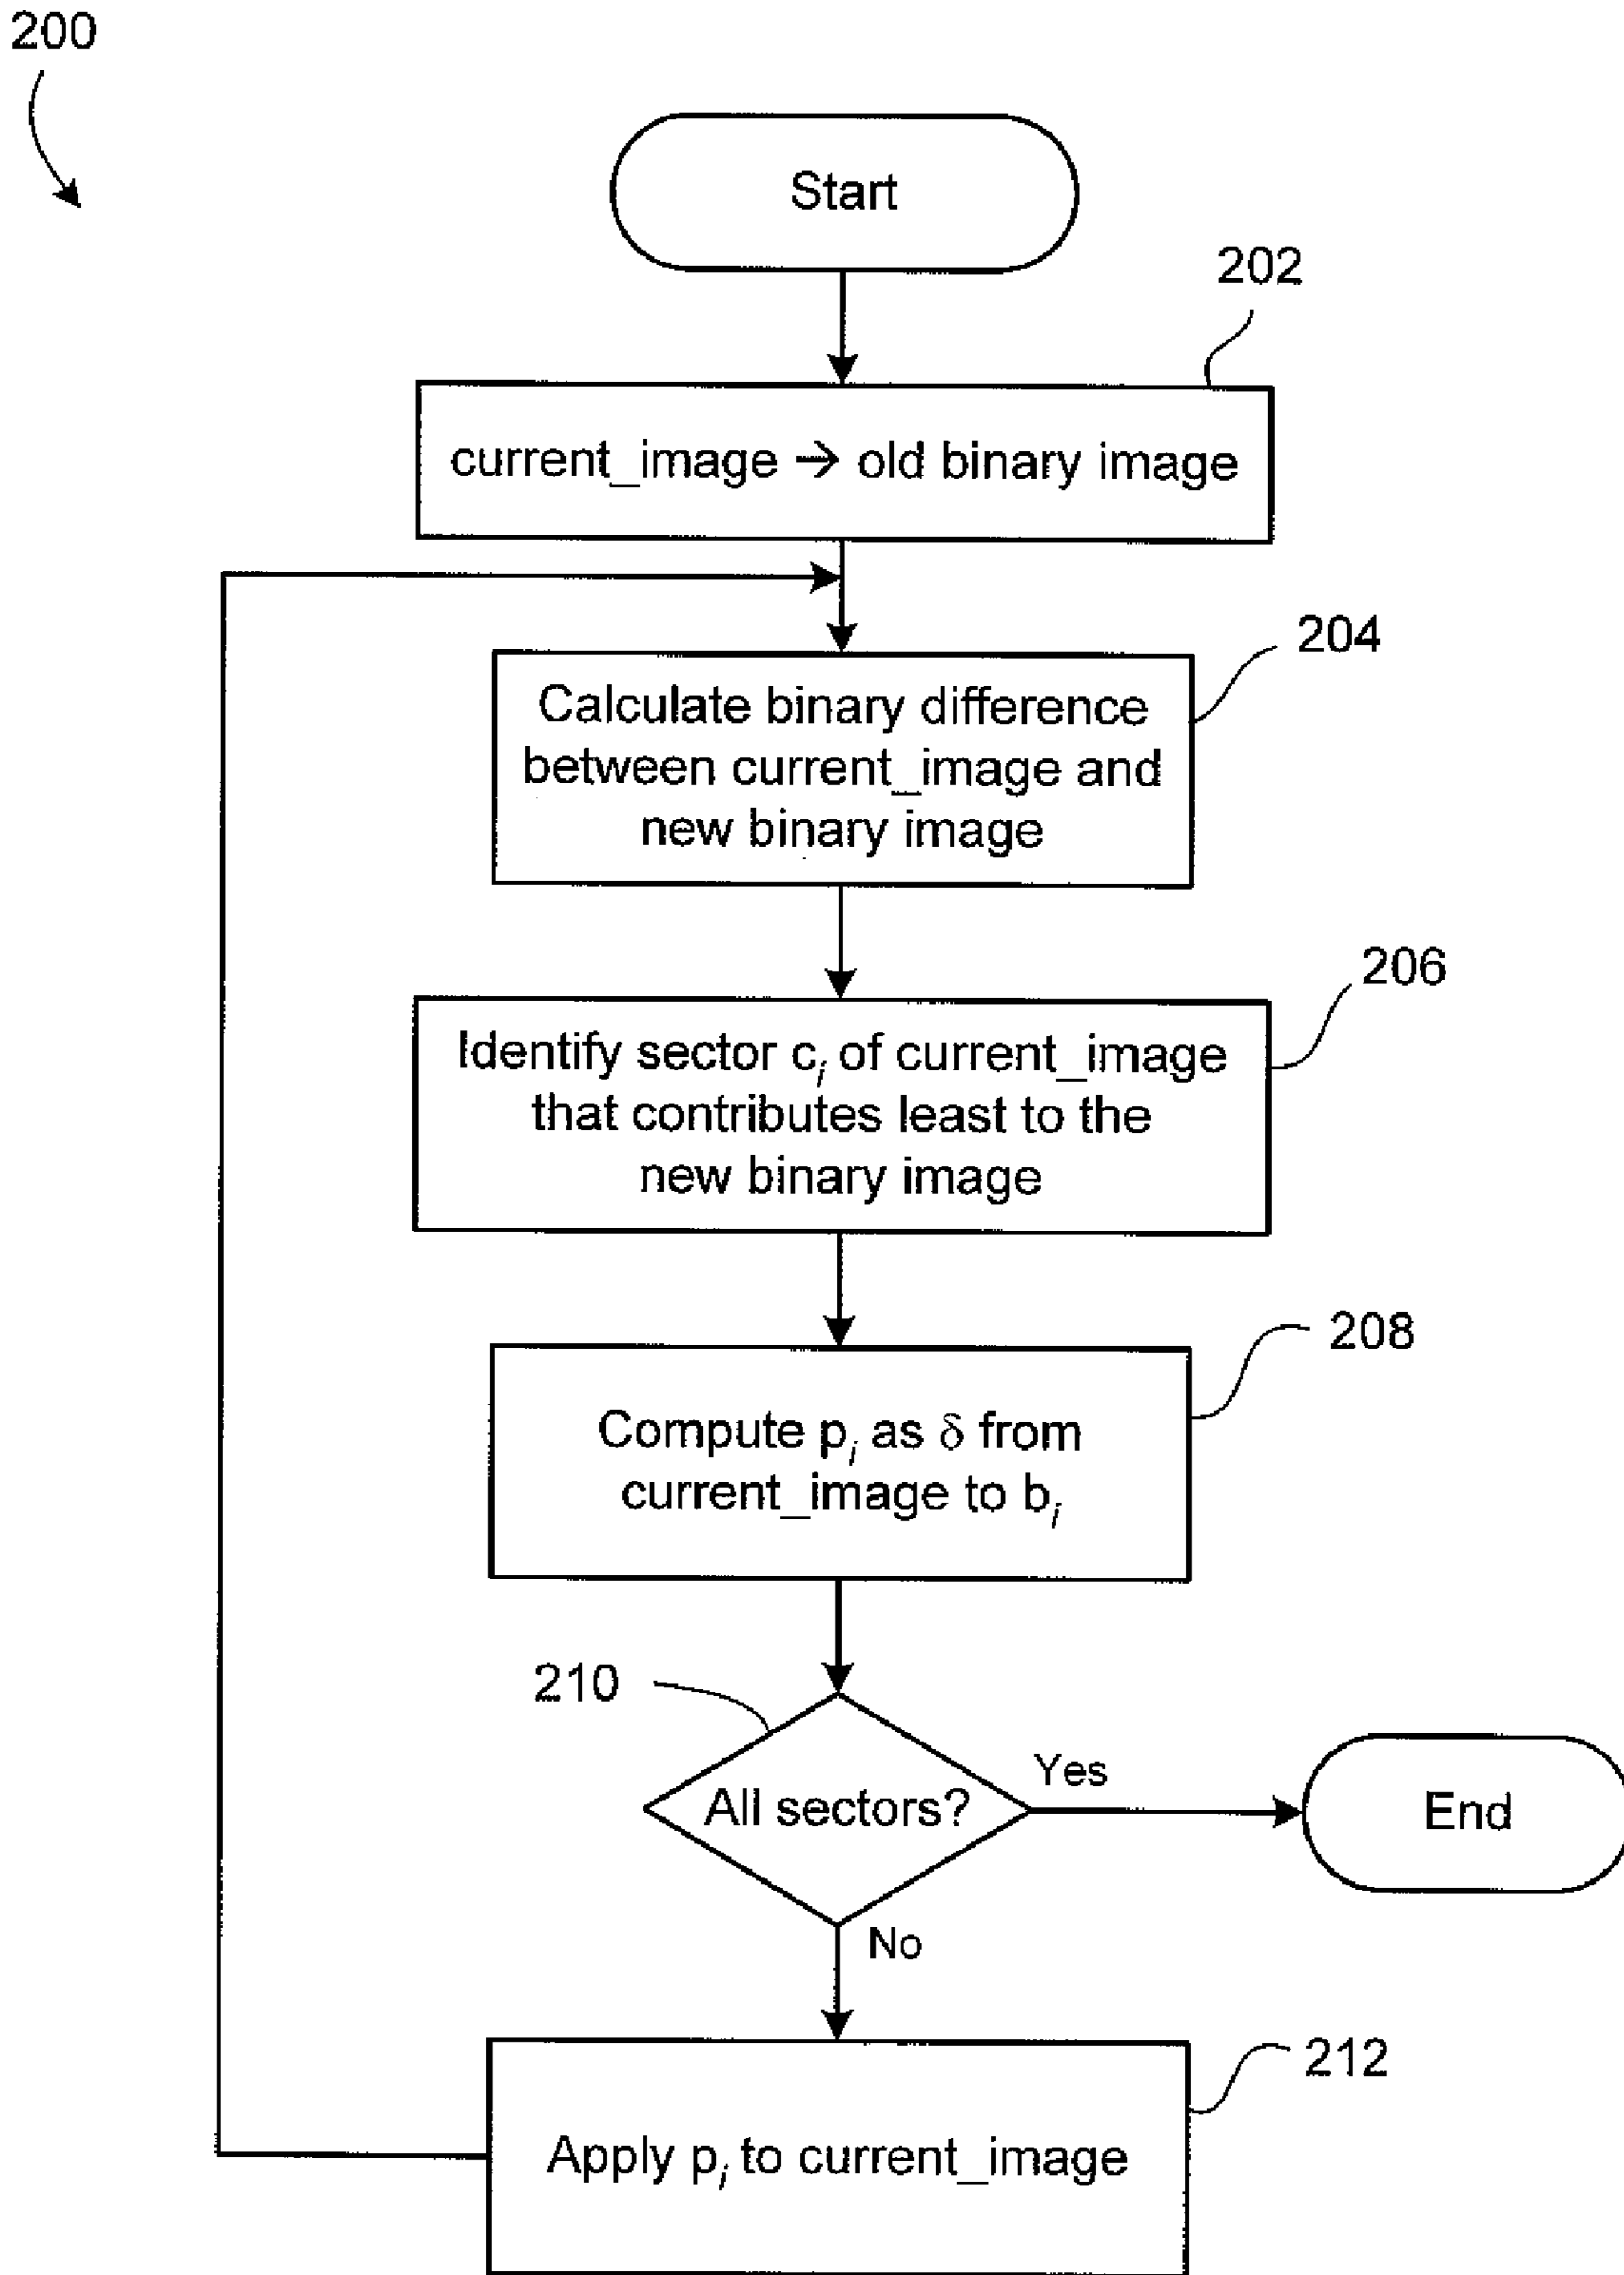 200
Start
202
current_image → old binary image
204
Calculate binary difference
between current_image and
new binary image
206
Identify sector cᵢ of current_image
that contributes least to the
new binary image
208
Compute pᵢ as δ from
current_image to bᵢ
210
All sectors?
Yes
End
No
212
Apply pᵢ to current_image